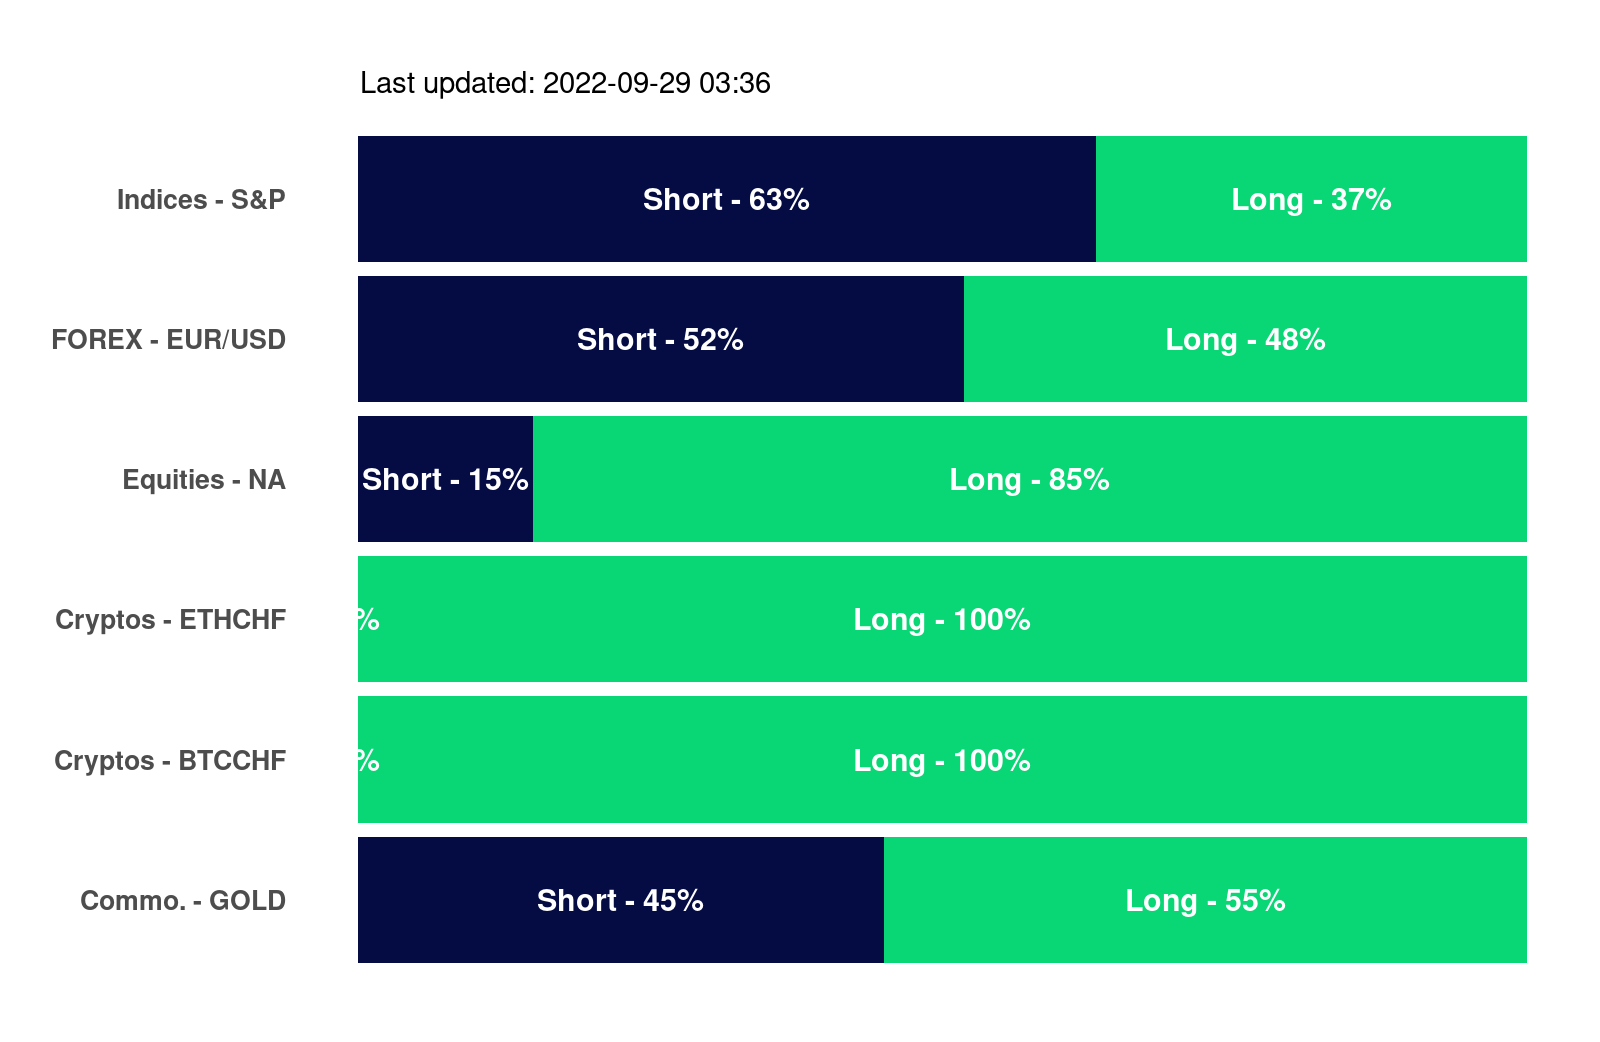 Last updated: 2022-09-29 03:36
Indices - S&P Short - 63% Long - 37%
FOREX - EUR/USD Short - 52% Long - 48%
Equities - NA Short - 15% Long - 85%
Cryptos - ETHCHF % Long - 100%
Cryptos - BTCCHF % Long - 100%
Commo. - GOLD Short - 45% Long - 55%